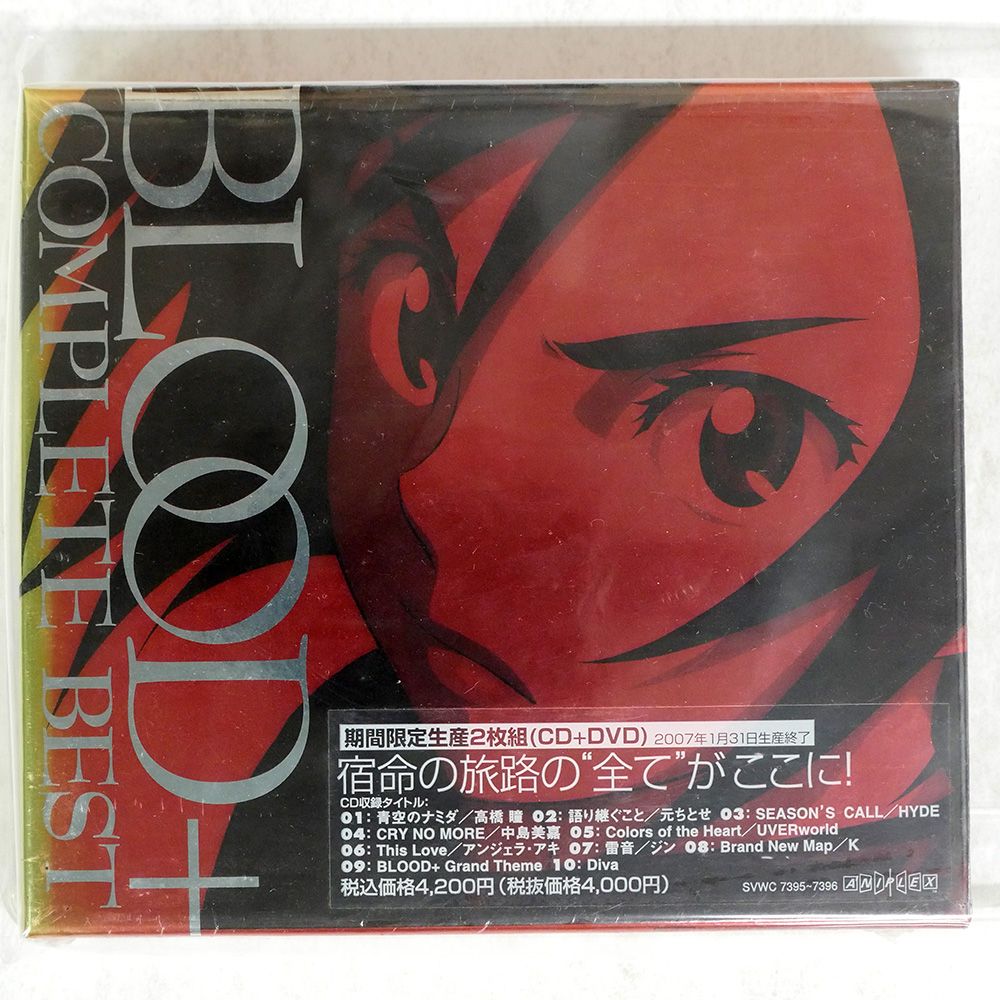 BLOOD+
COMPLETE BEST
期間限定生産2枚組(CD+DVD) 2007年1月31日生産終了
宿命の旅路の“全て”がここに!
CD収録タイトル:
01: 青空のナミダ/高橋 瞳 02: 語り継ぐこと/元ちとせ 03: SEASON'S CALL/HYDE
04: CRY NO MORE/中島美嘉 05: Colors of the Heart/UVERworld
06: This Love/アンジェラ・アキ 07: 雷音/ジン 08: Brand New Map/K
09: BLOOD+ Grand Theme 10: Diva
税込価格4,200円(税抜価格4,000円)
SVWC 7395~7396 ANIPLEX